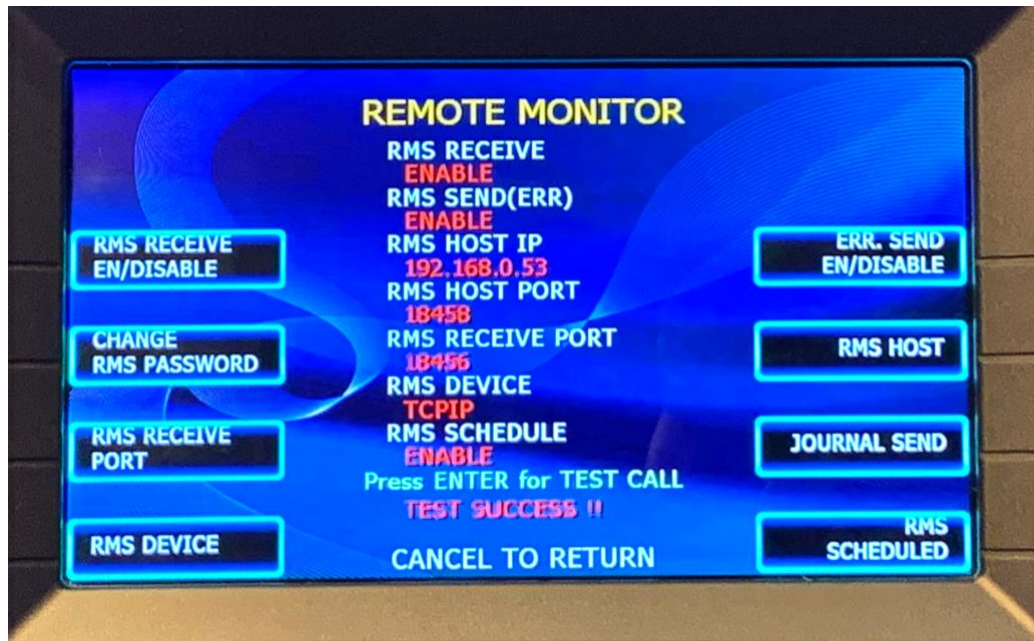 REMOTE MONITOR
RMS RECEIVE
ENABLE
RMS SEND(ERR)
ENABLE
RMS HOST IP
192.168.0.53
RMS HOST PORT
18458
RMS RECEIVE PORT
18456
RMS DEVICE
TCPIP
RMS SCHEDULE
ENABLE
Press ENTER for TEST CALL
TEST SUCCESS !!
CANCEL TO RETURN
RMS RECEIVE
EN/DISABLE
CHANGE
RMS PASSWORD
RMS RECEIVE
PORT
RMS DEVICE
ERR. SEND
EN/DISABLE
RMS HOST
JOURNAL SEND
RMS
SCHEDULED